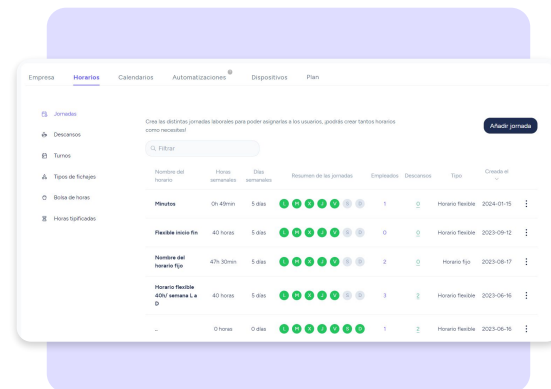 Empresa Horarios Calendarios Automatizaciones Dispositivos Plan
Jornadas
Descansos
Turnos
Tipos de fichajes
Bolsa de horas
Horas tipificadas
Crea las distintas jornadas laborales para poder asignarlas a los usuarios, ¡podrás crear tantos horarios
como necesites!
Añadir jornada
Filtrar
Nombre del horario Horas semanales Días semanales Resumen de las jornadas Empleados Descansos Tipo Creada el
Minutos 0h 49min 5 días L M X J V S D 1 0 Horario flexible 2024-01-15
Flexible inicio fin 40 horas 5 días L M X J V S D 0 0 Horario flexible 2023-09-12
Nombre del
horario fijo 47h 30min 5 días L M X J V S D 2 0 Horario fijo 2023-08-17
Horario flexible
40h/ semana L a
D 40 horas 5 días L M X J V S D 3 2 Horario flexible 2023-06-16
_ 0 horas 0 días L M X J V S D 1 2 Horario flexible 2023-06-16